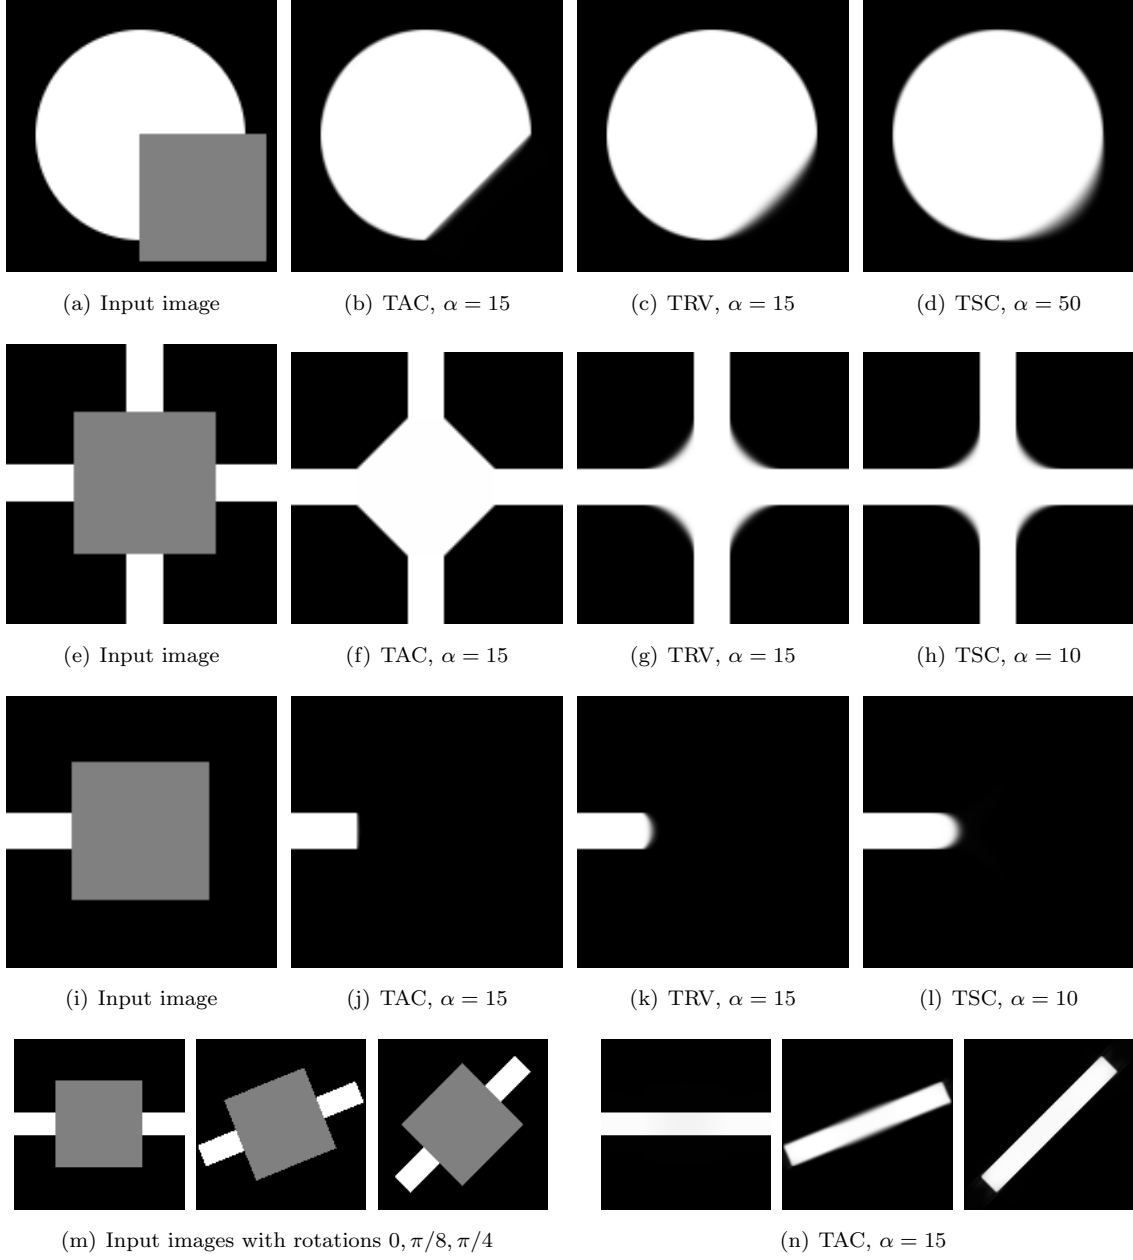 (a) Input image
(b) TAC, α = 15
(c) TRV, α = 15
(d) TSC, α = 50
(e) Input image
(f) TAC, α = 15
(g) TRV, α = 15
(h) TSC, α = 10
(i) Input image
(j) TAC, α = 15
(k) TRV, α = 15
(l) TSC, α = 10
(m) Input images with rotations 0, π/8, π/4
(n) TAC, α = 15